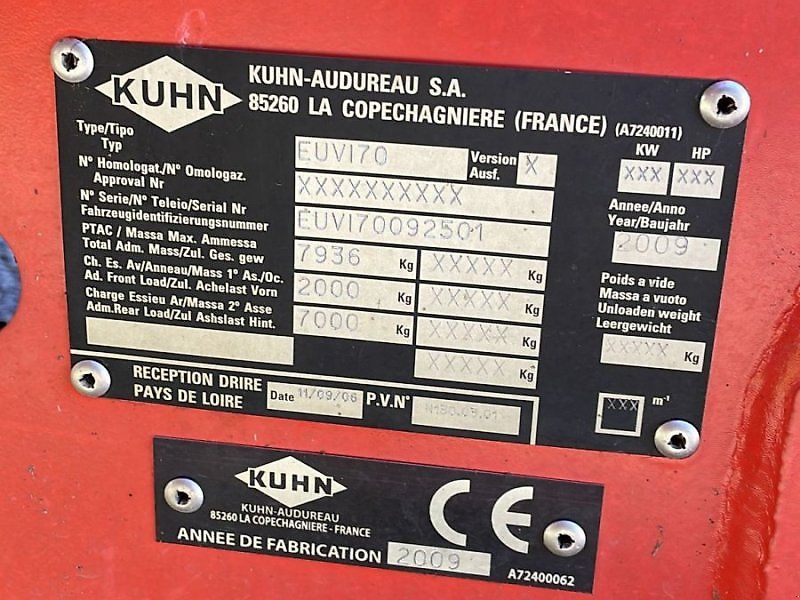 KUHN
KUHN-AUDUREAU S.A.
85260 LA COPECHAGNIERE (FRANCE) (A7240011)
Type/Tipo
Typ
EUV170
Version
Ausf.
X
KW
HP
XXX
XXX
N° Homologat./N° Omologaz.
Approval Nr
XXXXXXXXXX
N° Serie/N° Teleio/Serial Nr
Fahrzeugidentifizierungsnummer
EUV170092501
Annee/Anno
Year/Baujahr
2009
PTAC / Massa Max. Ammessa
Total Adm. Mass/Zul. Ges. gew
7936 Kg XXXXX Kg
Ch. Es. Av/Anneau/Mass 1° As./Oc.
Ad. Front Load/Zul. Achelast Vorn
2000 Kg XXXXX Kg
Charge Essieu Ar/Massa 2° Asse
Adm.Rear Load/Zul Ashslast Hint.
7000 Kg XXXXX Kg
XXXXX Kg
Poids a vide
Massa a vuoto
Unloaden weight
Leergewicht
XXXXX Kg
RECEPTION DRIRE
PAYS DE LOIRE
Date 11/09/06 P.V.N°
XXX m-¹
KUHN
KUHN-AUDUREAU
85260 LA COPECHAGNIERE - FRANCE
CE
ANNEE DE FABRICATION 2009
A72400062